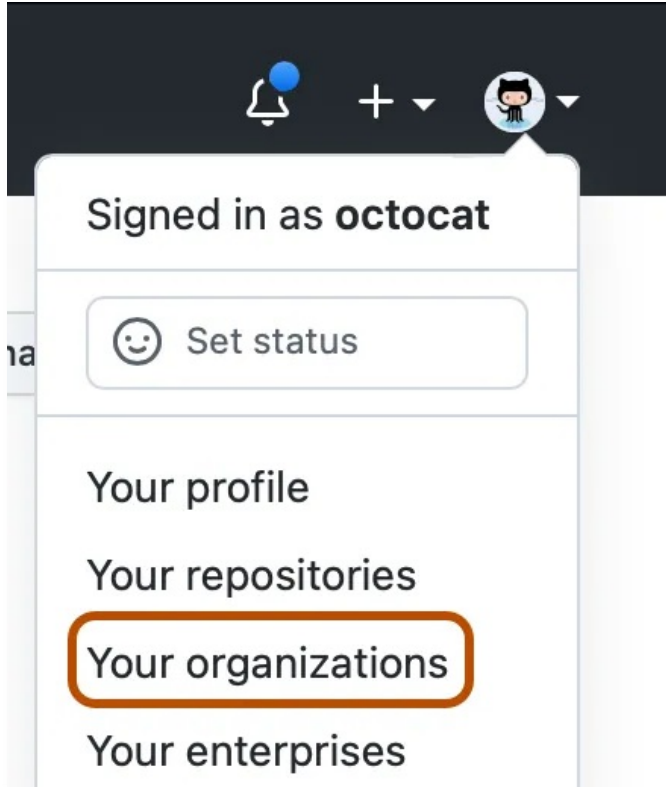 Signed in as octocat
Set status
Your profile
Your repositories
Your organizations
Your enterprises